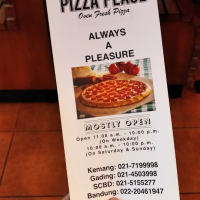 PIZZA PLACE
Oven Fresh Pizza
ALWAYS
A
PLEASURE
MOSTLY OPEN
Open 11.00 a.m. - 10:00 p.m.
(On Weekday)
10:00 a.m. - 10:00 p.m.
(On Saturday & Sunday)
Kemang: 021-7199998
Gading: 021-4503998
SCBD: 021-5155277
Bandung: 022-20461947